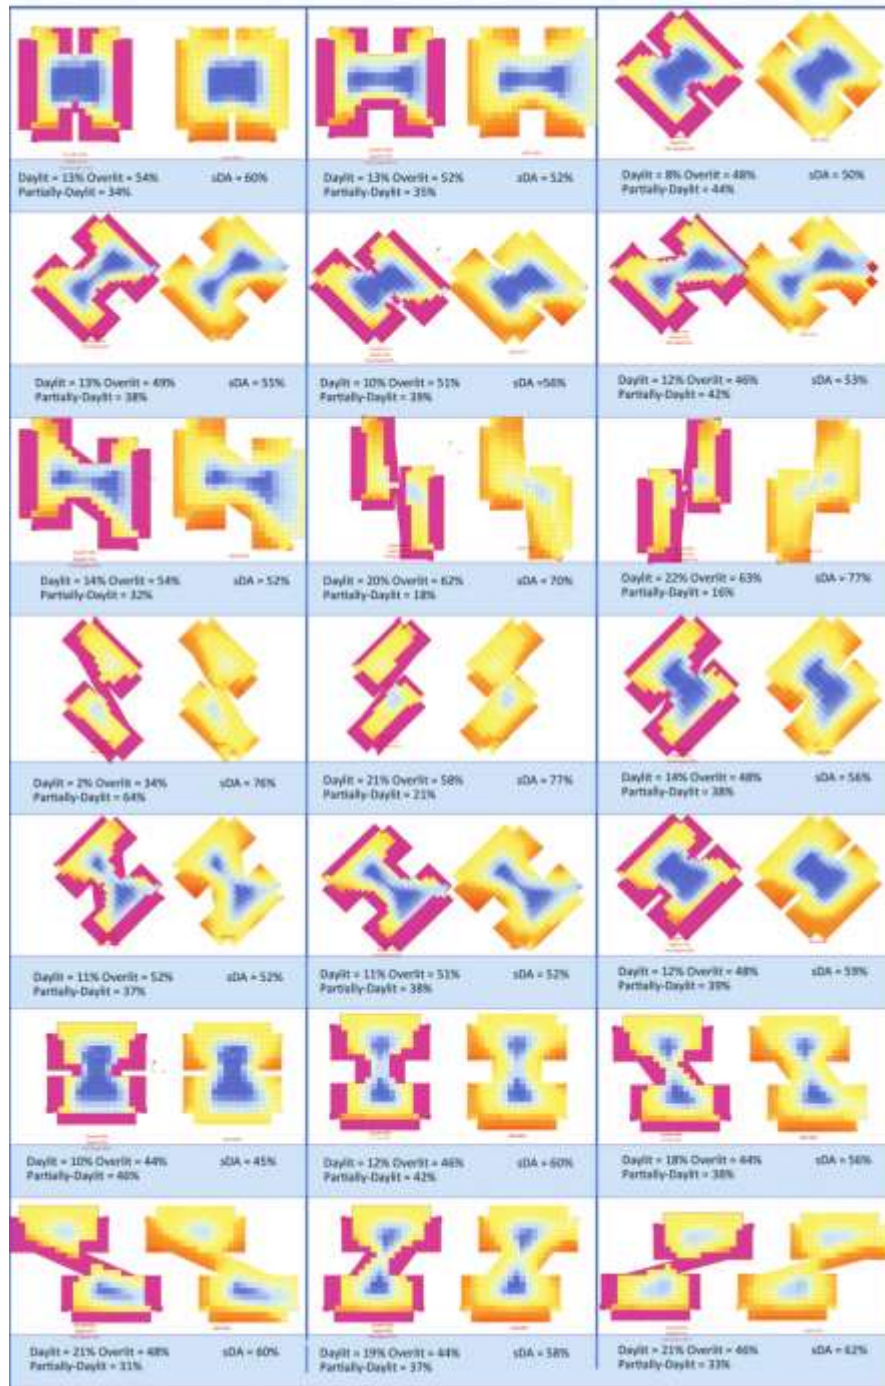 Daylit = 13% Overlit = 54% sDA = 60%
Partially-Daylit = 34%
Daylit = 13% Overlit = 52% sDA = 52%
Partially-Daylit = 35%
Daylit = 8% Overlit = 48% sDA = 50%
Partially-Daylit = 44%
Daylit = 13% Overlit = 49% sDA = 55%
Partially-Daylit = 38%
Daylit = 10% Overlit = 51% sDA =56%
Partially-Daylit = 39%
Daylit = 12% Overlit = 46% sDA = 53%
Partially-Daylit = 42%
Daylit = 14% Overlit = 54% sDA = 52%
Partially-Daylit = 32%
Daylit = 20% Overlit = 62% sDA = 70%
Partially-Daylit = 18%
Daylit = 22% Overlit = 63% sDA = 77%
Partially-Daylit = 16%
Daylit = 2% Overlit = 34% sDA = 76%
Partially-Daylit = 64%
Daylit = 21% Overlit = 58% sDA = 77%
Partially-Daylit = 21%
Daylit = 14% Overlit = 48% sDA = 56%
Partially-Daylit = 38%
Daylit = 11% Overlit = 52% sDA = 52%
Partially-Daylit = 37%
Daylit = 11% Overlit = 51% sDA = 52%
Partially-Daylit = 38%
Daylit = 12% Overlit = 48% sDA = 59%
Partially-Daylit = 39%
Daylit = 10% Overlit = 44% sDA = 45%
Partially-Daylit = 46%
Daylit = 12% Overlit = 46% sDA = 60%
Partially-Daylit = 42%
Daylit = 18% Overlit = 44% sDA = 56%
Partially-Daylit = 38%
Daylit = 21% Overlit = 48% sDA = 60%
Partially-Daylit = 31%
Daylit = 19% Overlit = 44% sDA = 58%
Partially-Daylit = 37%
Daylit = 21% Overlit = 46% sDA = 62%
Partially-Daylit = 33%